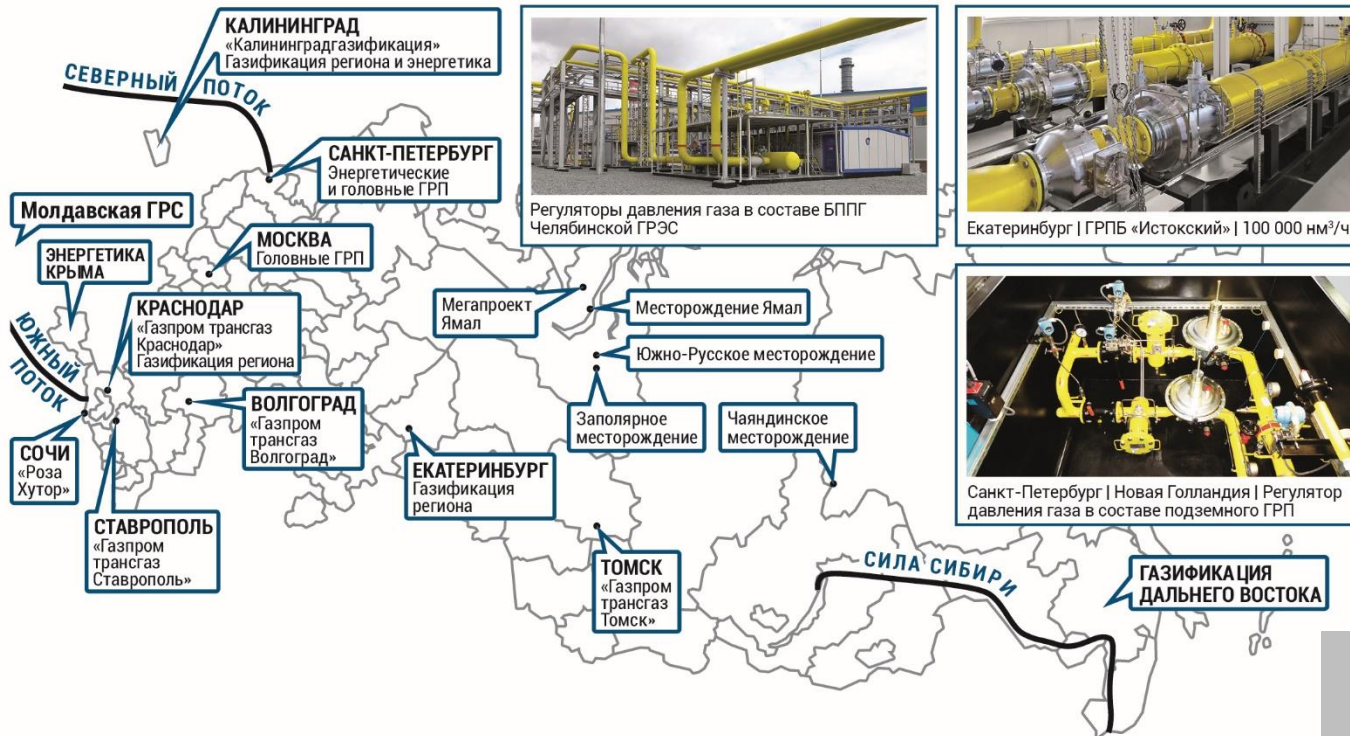 КАЛИНИНГРАД
«Калининградгазификация»
Газификация региона и энергетика
СЕВЕРНЫЙ ПОТОК
САНКТ-ПЕТЕРБУРГ
Энергетические
и головные ГРП
Молдавская ГРС
МОСКВА
Головные ГРП
ЭНЕРГЕТИКА
КРЫМА
КРАСНОДАР
«Газпром трансгаз
Краснодар»
Газификация региона
ЮЖНЫЙ
ПОТОК
ВОЛГОГРАД
«Газпром
трансгаз
Волгоград»
СОЧИ
«Роза
Хутор»
СТАВРОПОЛЬ
«Газпром
трансгаз
Ставрополь»
ЕКАТЕРИНБУРГ
Газификация
региона
Мегапроект
Ямал
Месторождение Ямал
Южно-Русское месторождение
Заполярное
месторождение
Чаяндинское
месторождение
ТОМСК
«Газпром
трансгаз
Томск»
СИЛА СИБИРИ
ГАЗИФИКАЦИЯ
ДАЛЬНЕГО ВОСТОКА
Регуляторы давления газа в составе БППГ
Челябинской ГРЭС
Екатеринбург | ГРПБ «Истокский» | 100 000 нм³/ч
Санкт-Петербург | Новая Голландия | Регулятор
давления газа в составе подземного ГРП